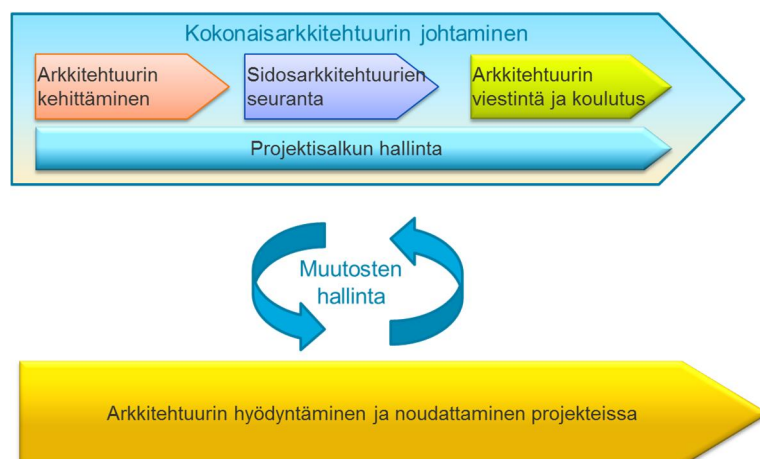 Kokonaisarkkitehtuurin johtaminen
Arkkitehtuurin
kehittäminen
Sidosarkkitehtuurien
seuranta
Arkkitehtuurin
viestintä ja koulutus
Projektisalkun hallinta
Muutosten
hallinta
Arkkitehtuurin hyödyntäminen ja noudattaminen projekteissa